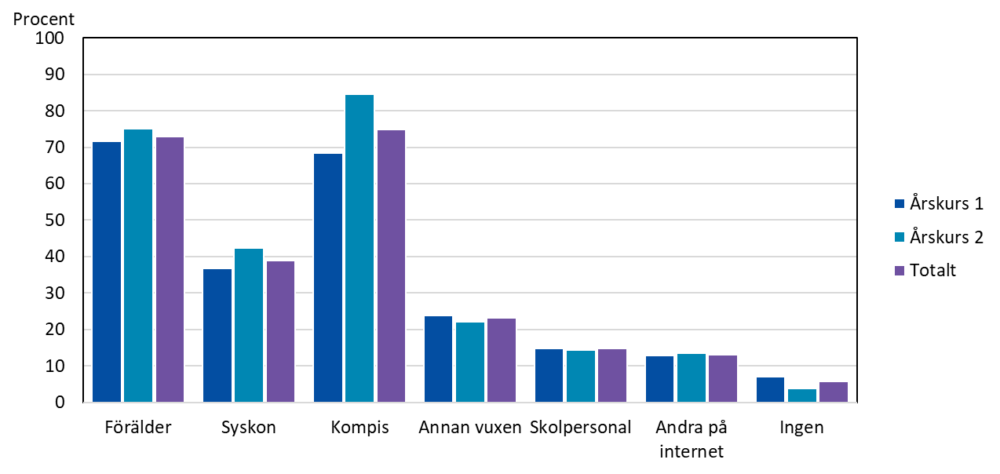 Procent
100
90
80
70
60
50
40
30
20
10
0
Förälder
Syskon
Kompis
Annan vuxen
Skolpersonal
Andra på
internet
Ingen
Årskurs 1
Årskurs 2
Totalt